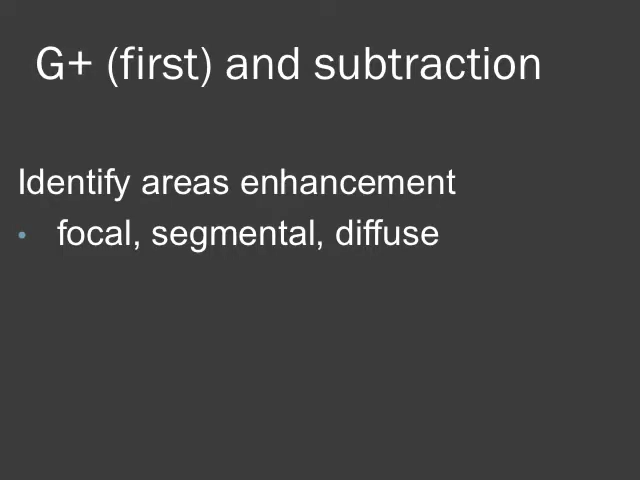 G+ (first) and subtraction
Identify areas enhancement
• focal, segmental, diffuse